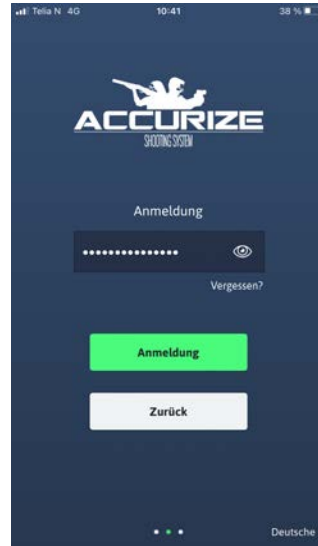 Telia N 4G 10:41 38 %
ACCURIZE
SHOOTING SYSTEM
Anmeldung
Vergessen?
Anmeldung
Zurück
Deutsche